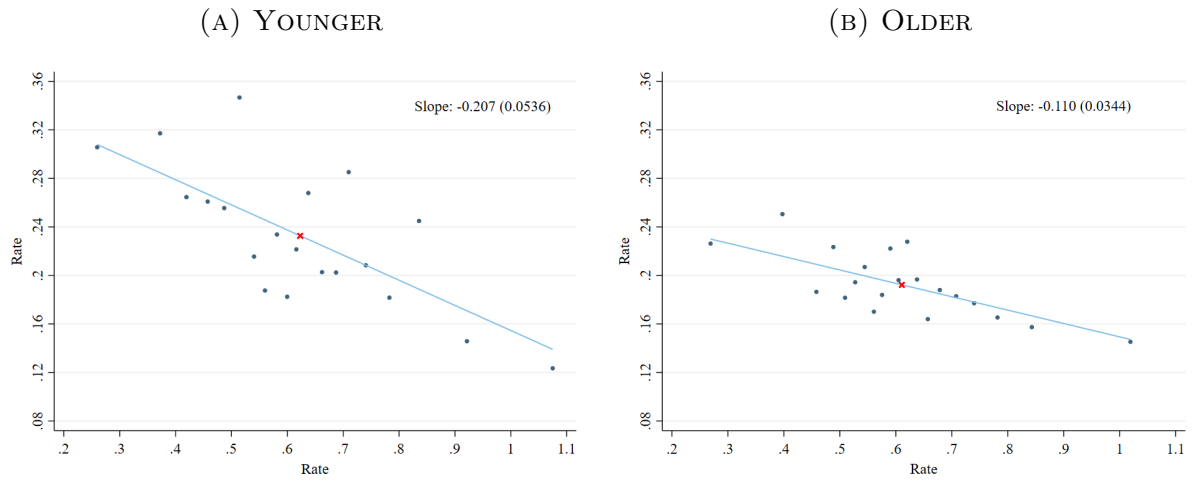 (A) YOUNGER
.36
.32
.28
.24
.2
.16
.12
.08
Rate
Slope: -0.207 (0.0536)
.2 .3 .4 .5 .6 .7 .8 .9 1 1.1
Rate
(B) OLDER
.36
.32
.28
.24
.2
.16
.12
.08
Rate
Slope: -0.110 (0.0344)
.2 .3 .4 .5 .6 .7 .8 .9 1 1.1
Rate